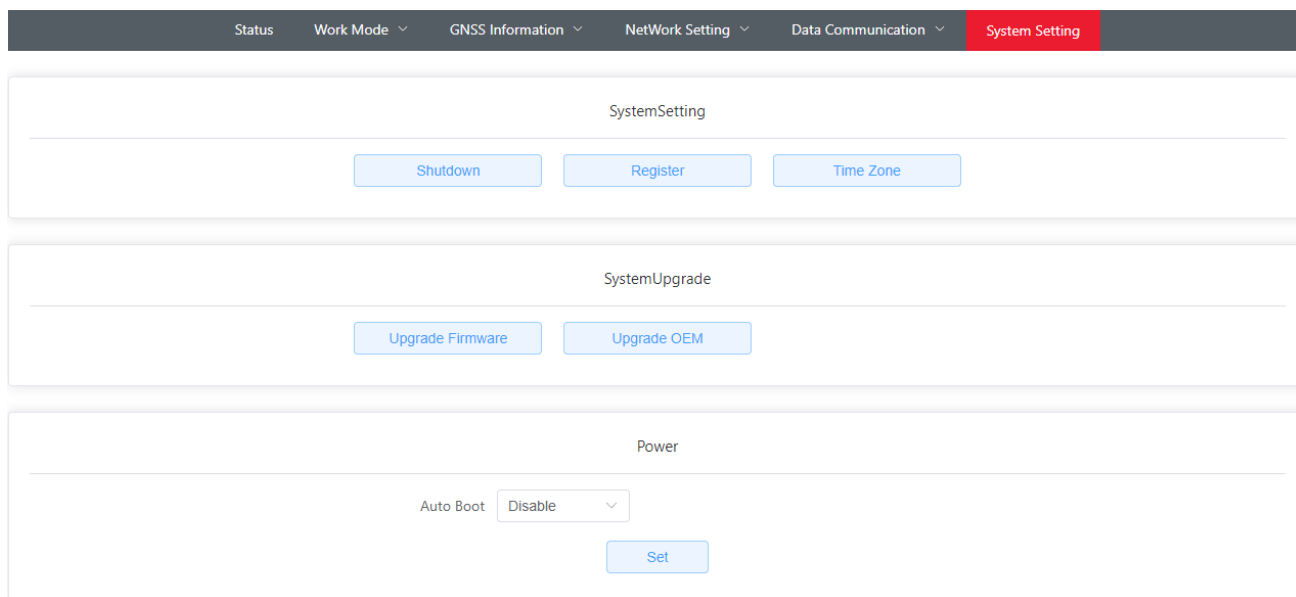 Status Work Mode GNSS Information NetWork Setting Data Communication System Setting
SystemSetting
Shutdown Register Time Zone
SystemUpgrade
Upgrade Firmware Upgrade OEM
Power
Auto Boot Disable
Set